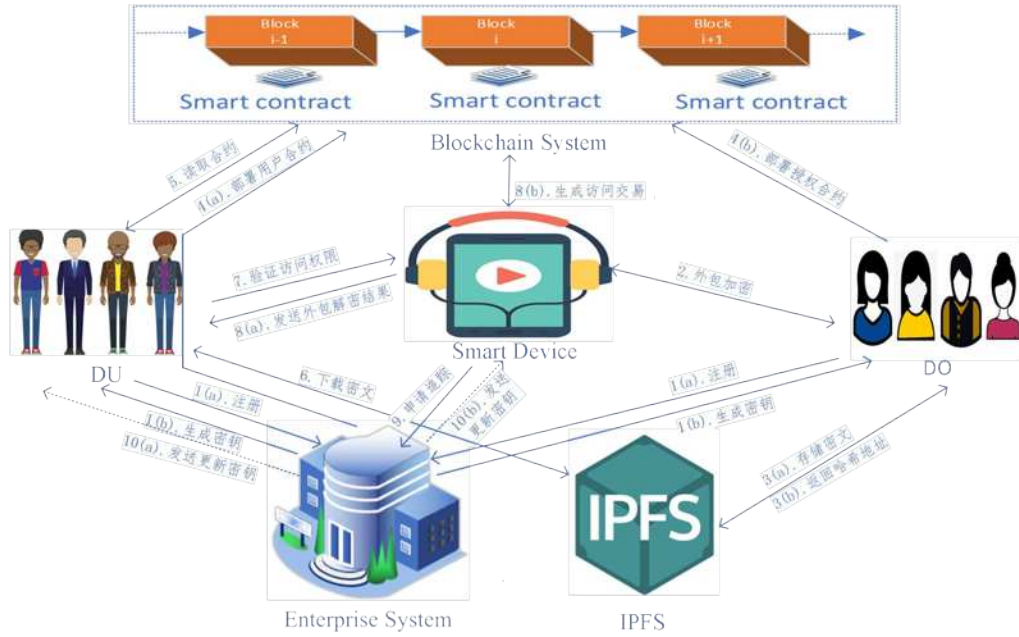 Block
i-1
Block
i
Block
i+1
Smart contract
Smart contract
Smart contract
Blockchain System
5. 读取合约
4(a). 部署用户合约
4(b). 部署授权合约
8(b). 生成访问交易
7. 验证访问权限
8(a). 发送外包解密结果
2. 外包加密
Smart Device
DU
DO
6. 下载密文
1(a). 注册
1(b). 生成密钥
10(a). 发送更新密钥
9. 申请追踪
10(b). 发送
更新密钥
1(a). 注册
1(b). 生成密钥
3(a). 存储密文
3(b). 返回哈希地址
IPFS
Enterprise System
IPFS